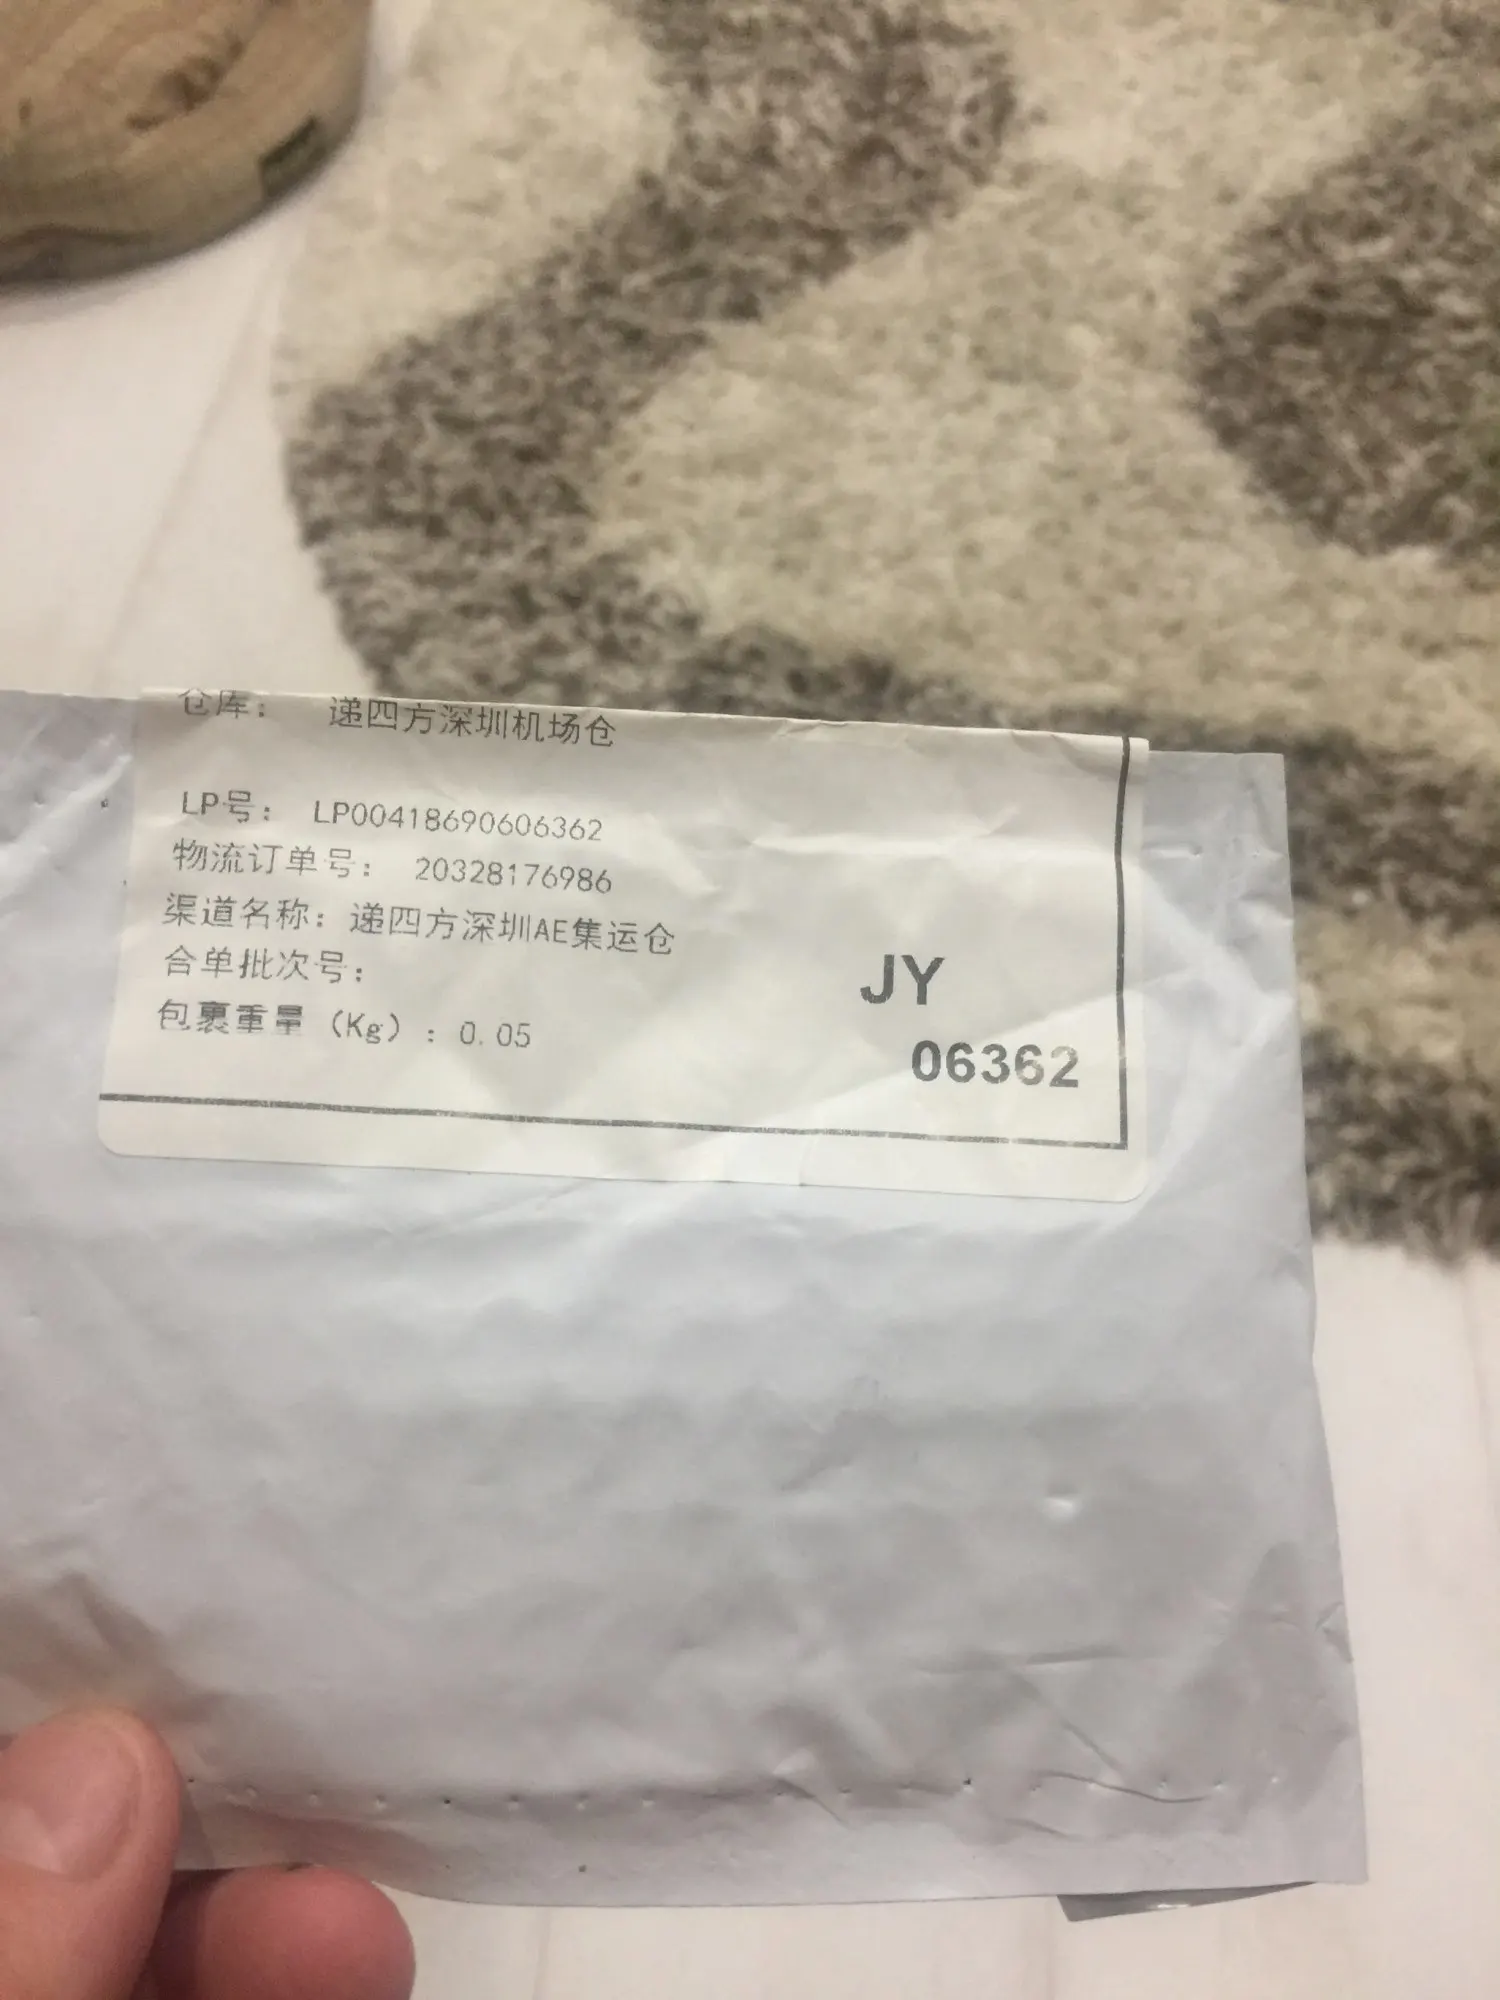 仓库： 递四方深圳机场仓
LP号： LP00418690606362
物流订单号： 20328176986
渠道名称：递四方深圳AE集运仓
合单批次号：
包裹重量（Kg）：0.05
JY
06362